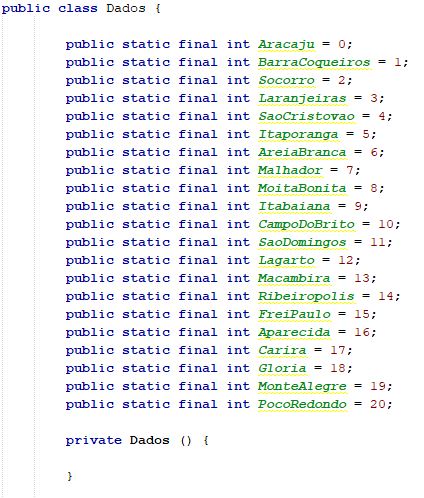 public class Dados {
public static final int Aracaju = 0;
public static final int BarraCoqueiros = 1;
public static final int Socorro = 2;
public static final int Laranjeiras = 3;
public static final int SaoCristovao = 4;
public static final int Itaporanga = 5;
public static final int AreiaBranca = 6;
public static final int Malhador = 7;
public static final int MoitaBonita = 8;
public static final int Itabaiana = 9;
public static final int CampoDoBrito = 10;
public static final int SaoDomingos = 11;
public static final int Lagarto = 12;
public static final int Macambira = 13;
public static final int Ribeiropolis = 14;
public static final int FreiPaulo = 15;
public static final int Aparecida = 16;
public static final int Carira = 17;
public static final int Gloria = 18;
public static final int MonteAlegre = 19;
public static final int PocoRedondo = 20;
private Dados () {
}